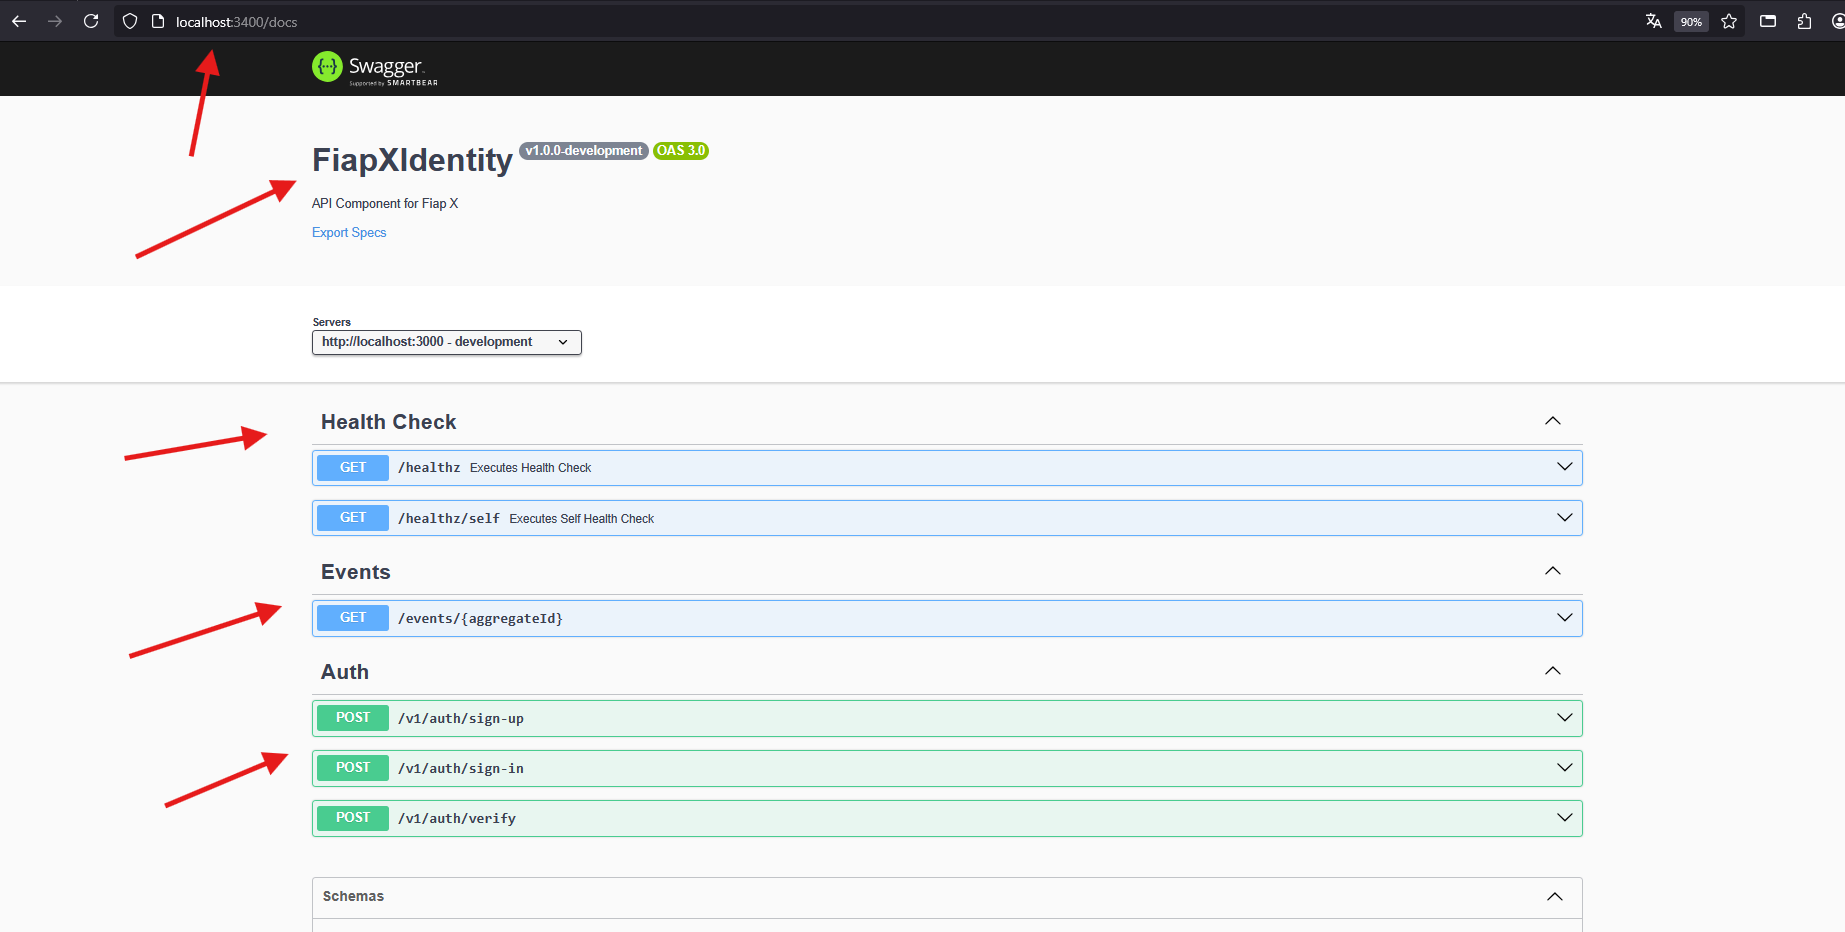 localhost:3400/docs
90%
Swagger
Supported by SMARTBEAR
FiapXIdentity v1.0.0-development OAS 3.0
API Component for Fiap X
Export Specs
Servers
http://localhost:3000 - development
Health Check
GET /healthz Executes Health Check
GET /healthz/self Executes Self Health Check
Events
GET /events/{aggregateId}
Auth
POST /v1/auth/sign-up
POST /v1/auth/sign-in
POST /v1/auth/verify
Schemas